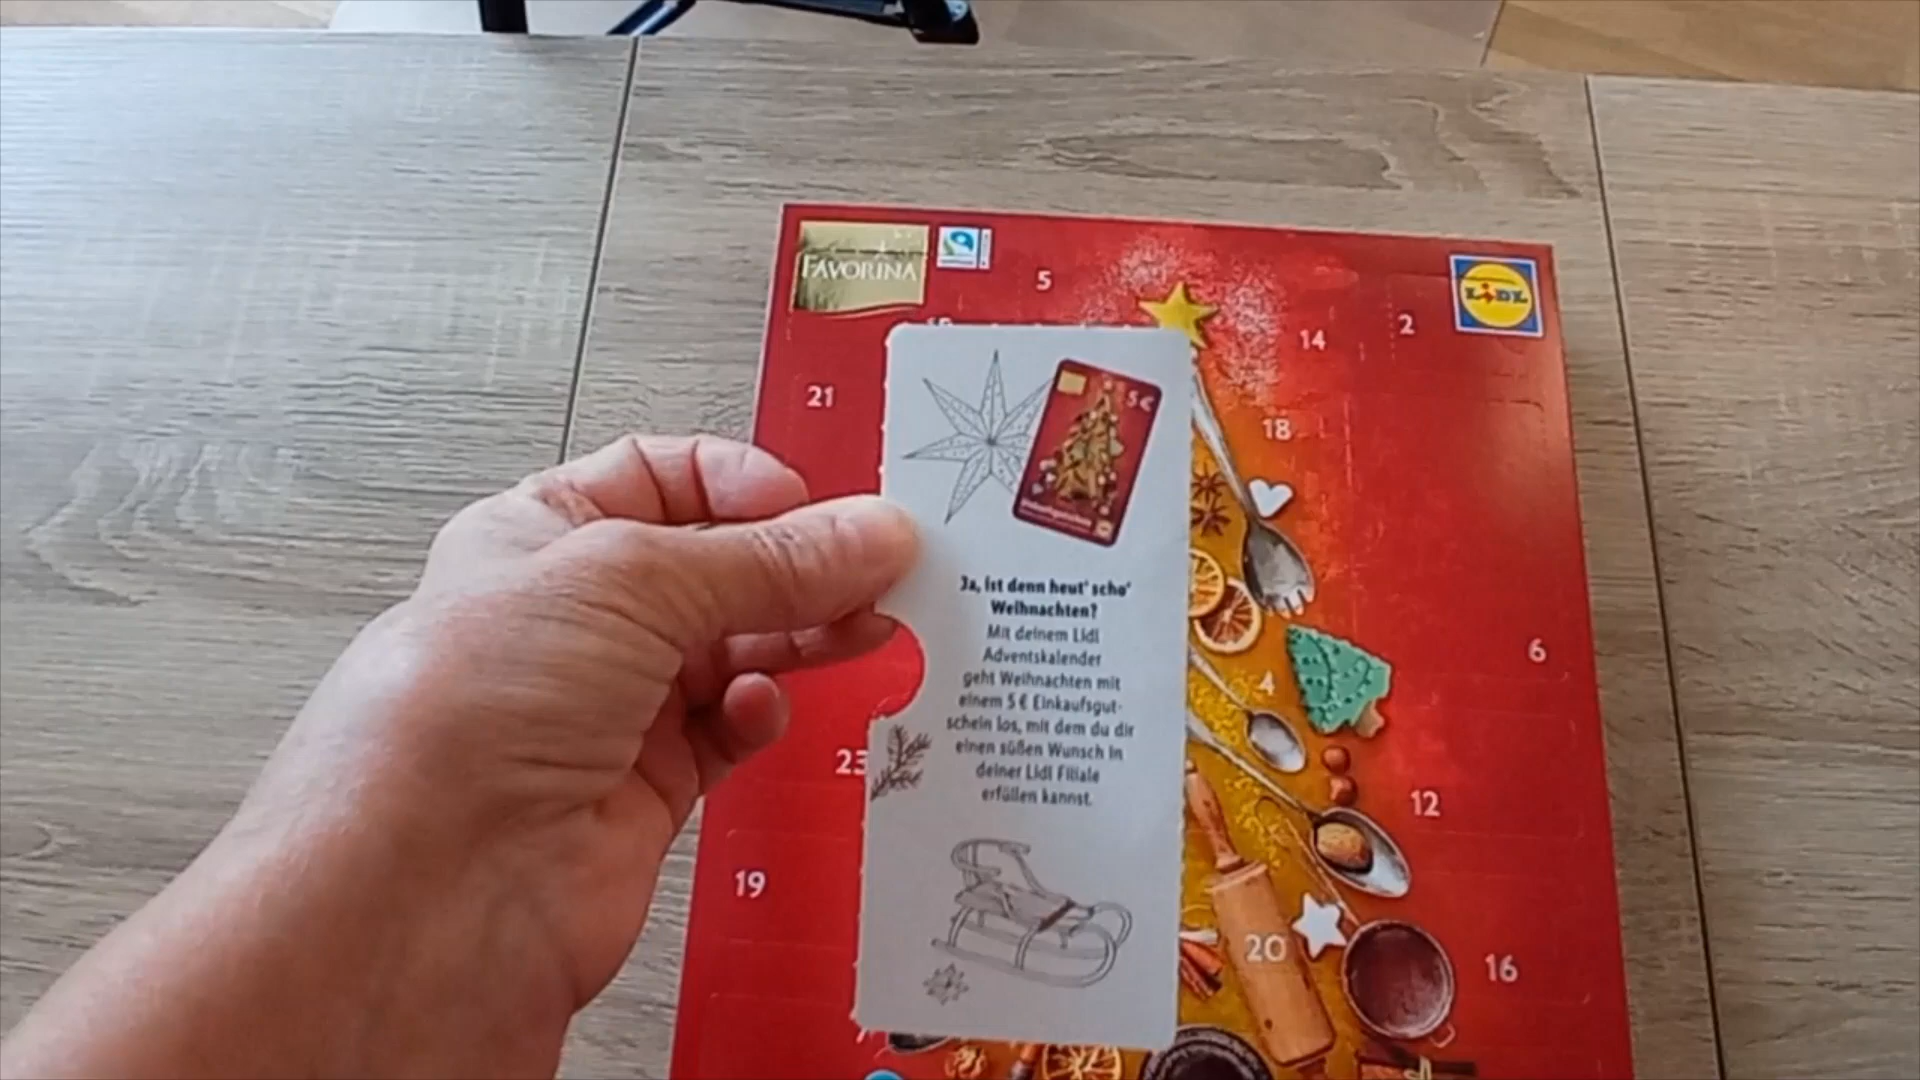 FAVORINA
LIDL
5
2
14
21
18
5 €
Ja, ist denn heut' scho'
Weihnachten?
Mit deinem Lidl
Adventskalender
geht Weihnachten mit
einem 5 € Einkaufsgut-
schein los, mit dem du dir
einen süßen Wunsch in
deiner Lidl Filiale
erfüllen kannst.
6
4
23
12
19
20
16